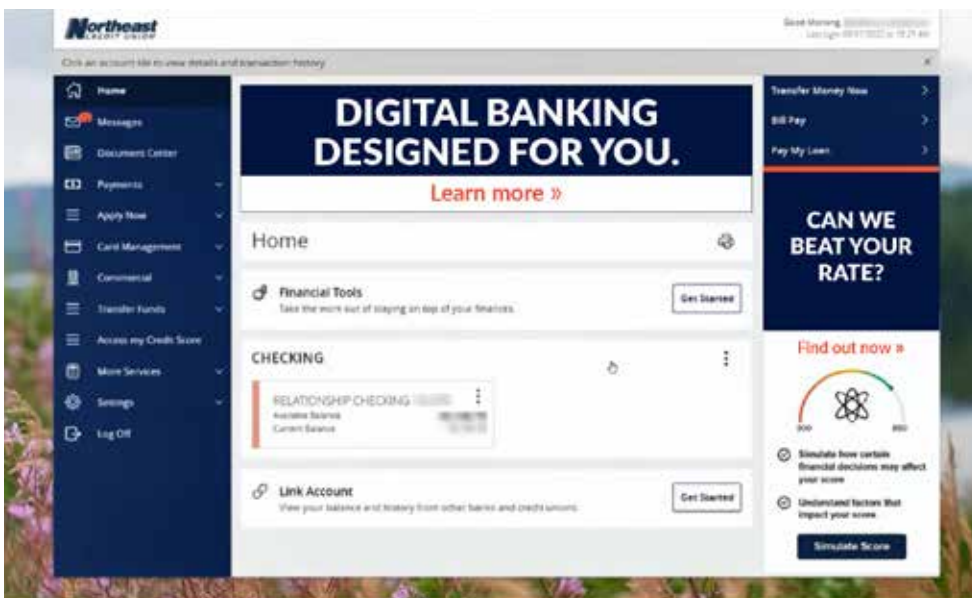 Northeast
CREDIT UNION
Good Morning,
Click an account tile to view details and transaction history
Home
Messages
Document Center
Payments
Apply Now
Card Management
Commercial
Transfer Funds
Access my Credit Score
More Services
Settings
Log Off
DIGITAL BANKING
DESIGNED FOR YOU.
Learn more »
Home
Financial Tools
Take the work out of staying on top of your finances.
Get Started
CHECKING
RELATIONSHIP CHECKING
Available Balance
Current Balance
Link Account
View your balance and history from other banks and credit unions.
Get Started
Transfer Money Now
Bill Pay
Pay My Loan
CAN WE
BEAT YOUR
RATE?
Find out now »
300
850
Simulate how certain
financial decisions may affect
your score
Understand factors that
impact your score
Simulate Score